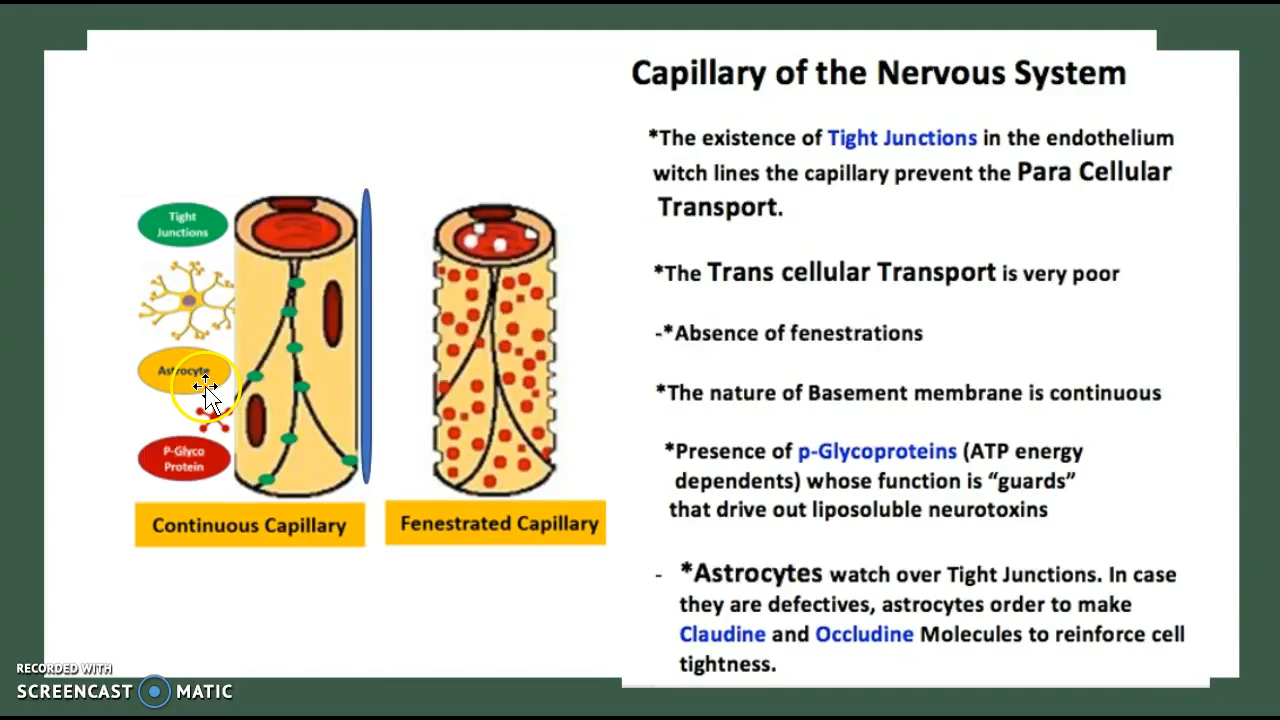 Capillary of the Nervous System
*The existence of Tight Junctions in the endothelium
witch lines the capillary prevent the Para Cellular
Transport.
*The Trans cellular Transport is very poor
-*Absence of fenestrations
*The nature of Basement membrane is continuous
*Presence of p-Glycoproteins (ATP energy
dependents) whose function is “guards”
that drive out liposoluble neurotoxins
- *Astrocytes watch over Tight Junctions. In case
they are defectives, astrocytes order to make
Claudine and Occludine Molecules to reinforce cell
tightness.
Tight
Junctions
Astrocyte
P-Glyco
Protein
Continuous Capillary
Fenestrated Capillary
RECORDED WITH
SCREENCAST MATIC